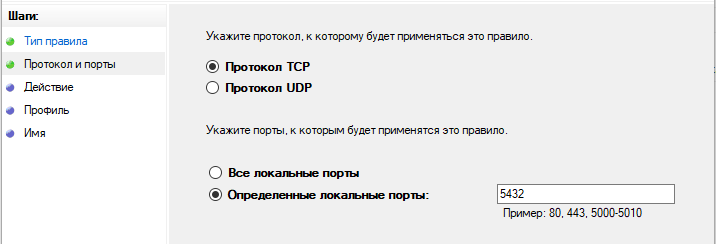 Шаги:
Тип правила
Протокол и порты
Действие
Профиль
Имя
Укажите протокол, к которому будет применяться это правило.
Протокол TCP
Протокол UDP
Укажите порты, к которым будет применятся это правило.
Все локальные порты
Определенные локальные порты:
5432
Пример: 80, 443, 5000-5010